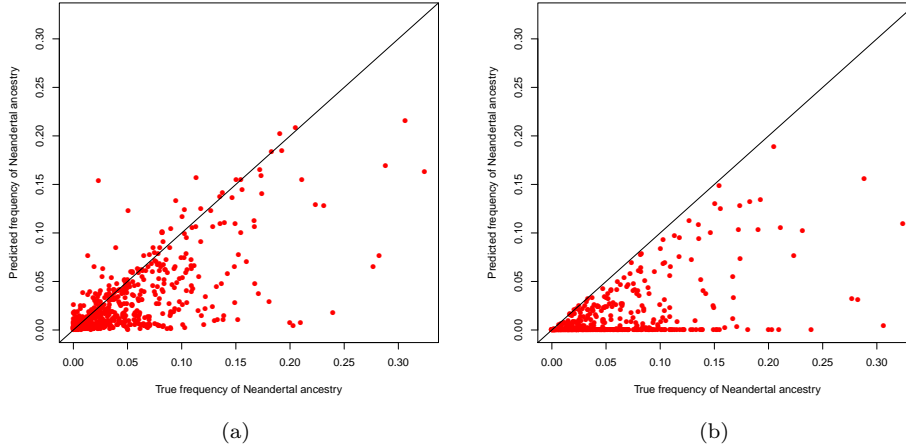 Predicted frequency of Neandertal ancestry
0.00 0.05 0.10 0.15 0.20 0.25 0.30
0.00 0.05 0.10 0.15 0.20 0.25 0.30
True frequency of Neandertal ancestry
(a)
Predicted frequency of Neandertal ancestry
0.00 0.05 0.10 0.15 0.20 0.25 0.30
0.00 0.05 0.10 0.15 0.20 0.25 0.30
True frequency of Neandertal ancestry
(b)